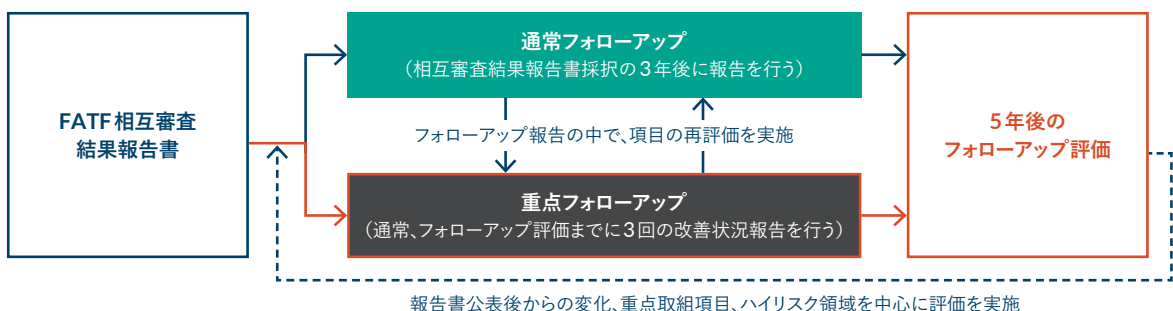 FATF相互審査
結果報告書
通常フォローアップ
（相互審査結果報告書採択の3年後に報告を行う）
フォローアップ報告の中で、項目の再評価を実施
重点フォローアップ
（通常、フォローアップ評価までに3回の改善状況報告を行う）
5年後の
フォローアップ評価
報告書公表後からの変化、重点取組項目、ハイリスク領域を中心に評価を実施